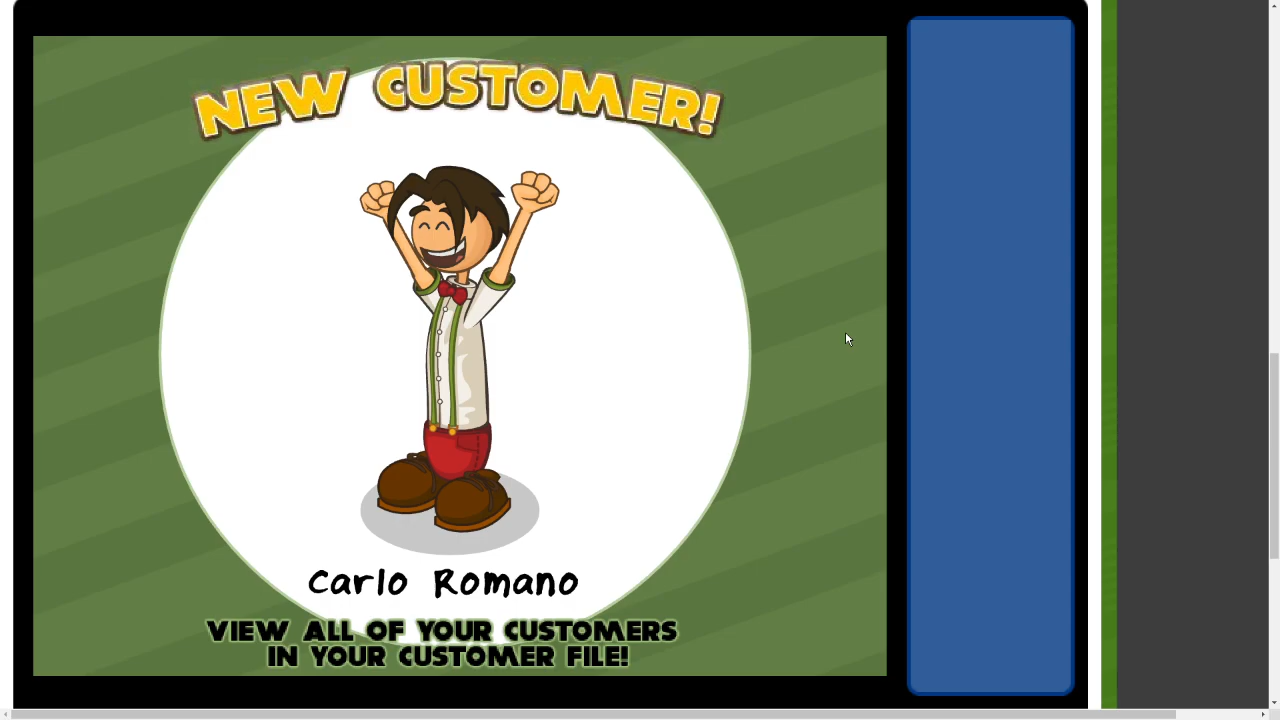 NEW CUSTOMER!
Carlo Romano
VIEW ALL OF YOUR CUSTOMERS
IN YOUR CUSTOMER FILE!